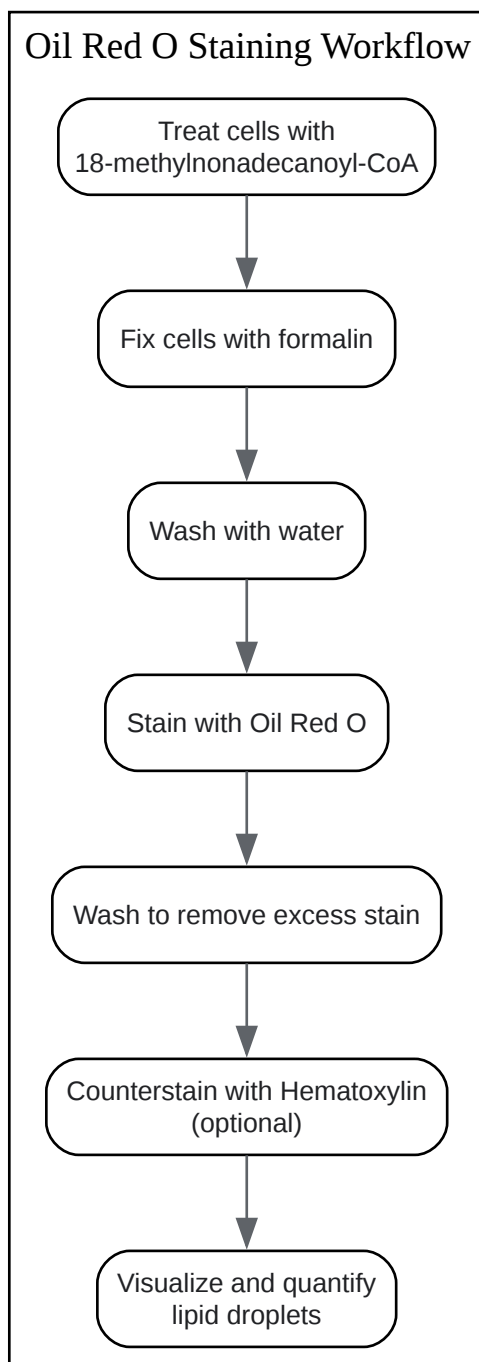 Oil Red O Staining Workflow
Treat cells with
18-methylnonadecanoyl-CoA
Fix cells with formalin
Wash with water
Stain with Oil Red O
Wash to remove excess stain
Counterstain with Hematoxylin
(optional)
Visualize and quantify
lipid droplets